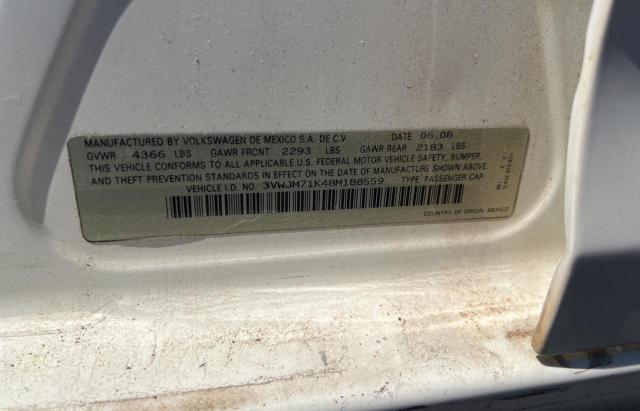 MANUFACTURED BY VOLKSWAGEN DE MEXICO S.A. DE C.V. DATE 06.08
GVWR 4366 LBS GAWR FRONT 2293 LBS GAWR REAR 2183 LBS
THIS VEHICLE CONFORMS TO ALL APPLICABLE U.S. FEDERAL MOTOR VEHICLE SAFETY, BUMPER,
AND THEFT PREVENTION STANDARDS IN EFFECT ON THE DATE OF MANUFACTURE SHOWN ABOVE.
VEHICLE I.D. NO. 3VWJM71K48M188559 TYPE PASSENGER CAR
COUNTRY OF ORIGIN: MEXICO